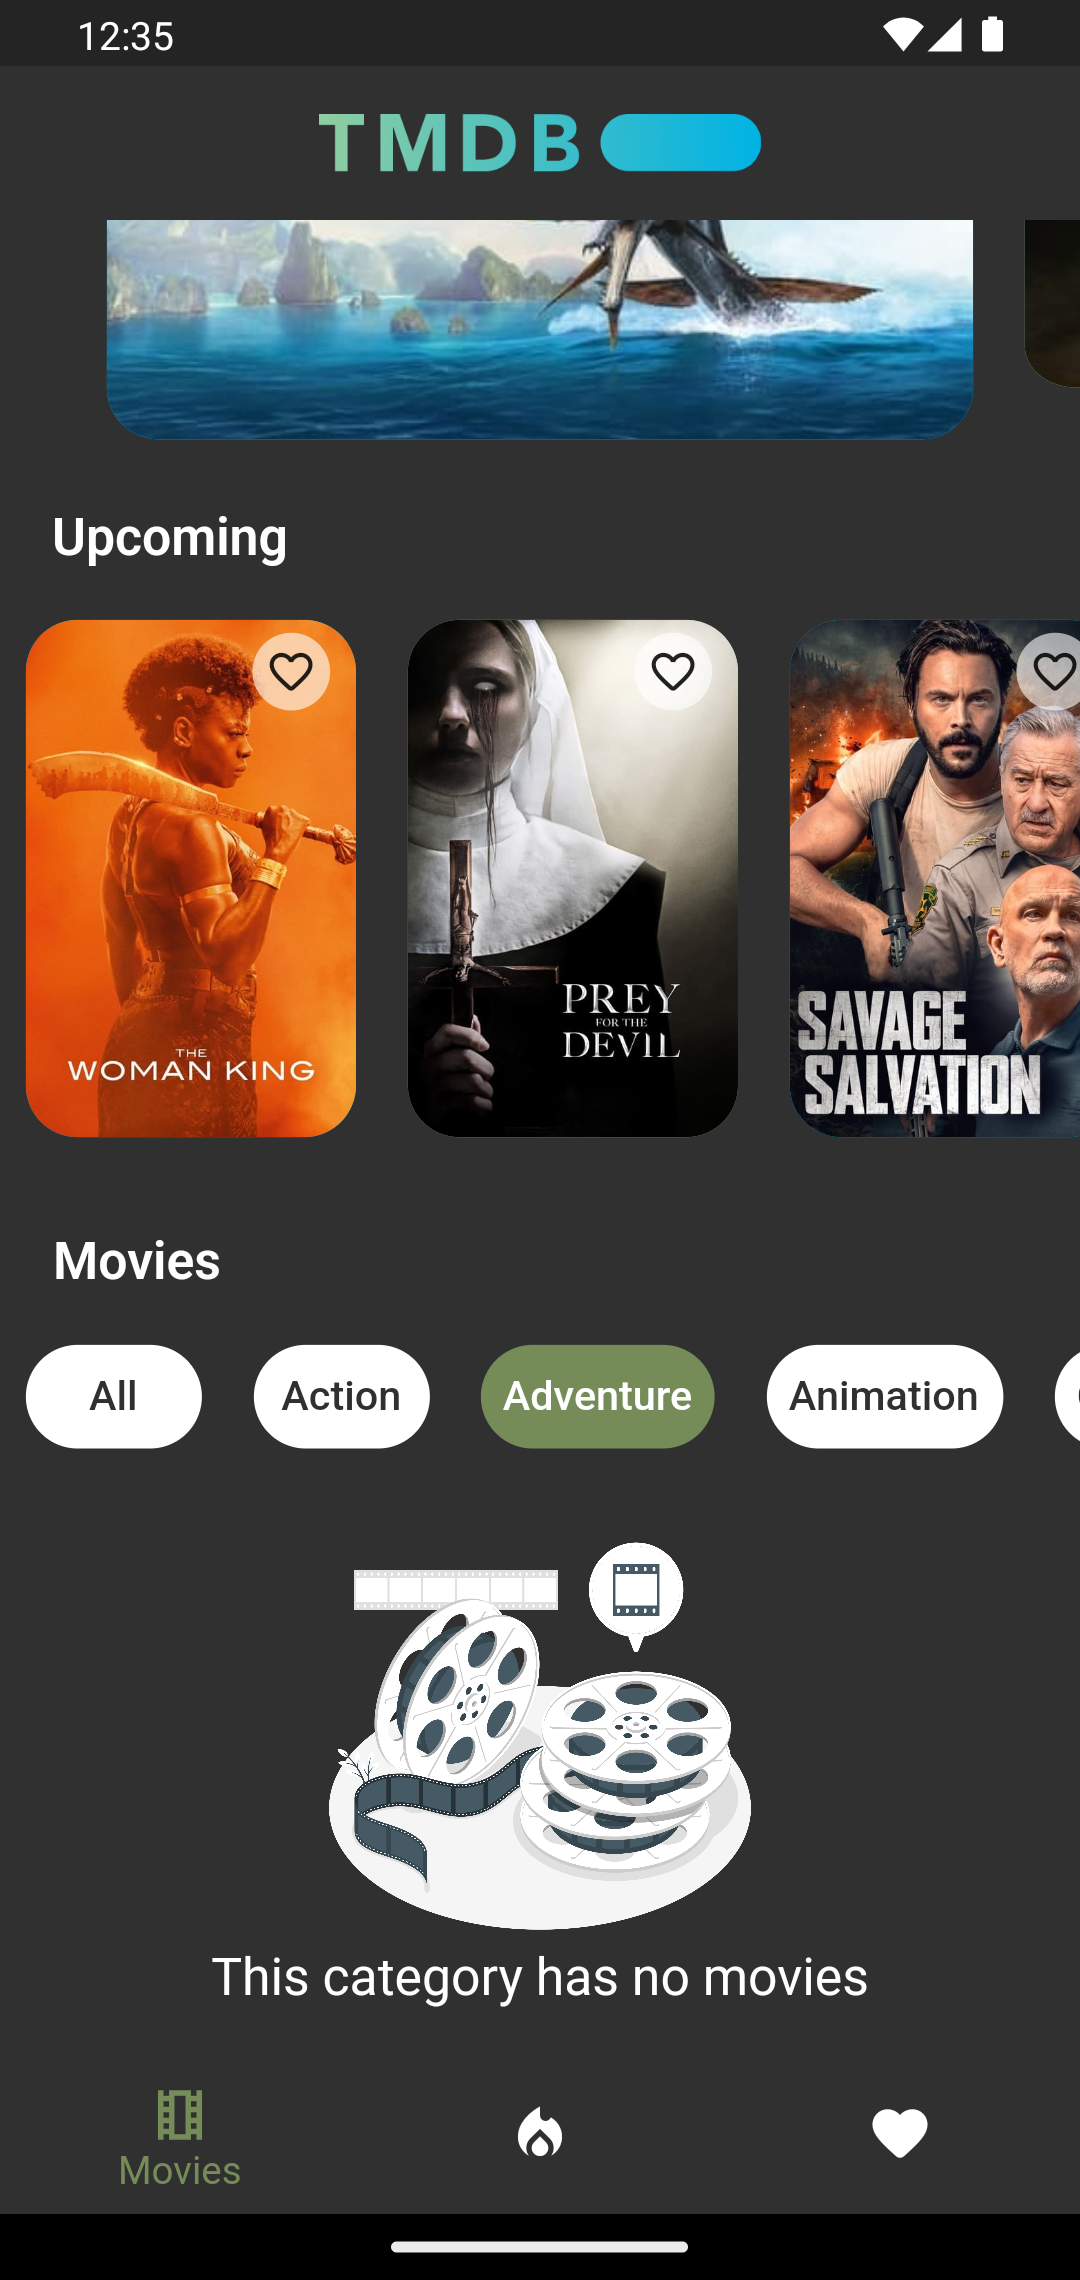 12:35
TMDB
Upcoming
THE
WOMAN KING
PREY
FOR THE
DEVIL
SAVAGE
SALVATION
Movies
All
Action
Adventure
Animation
This category has no movies
Movies